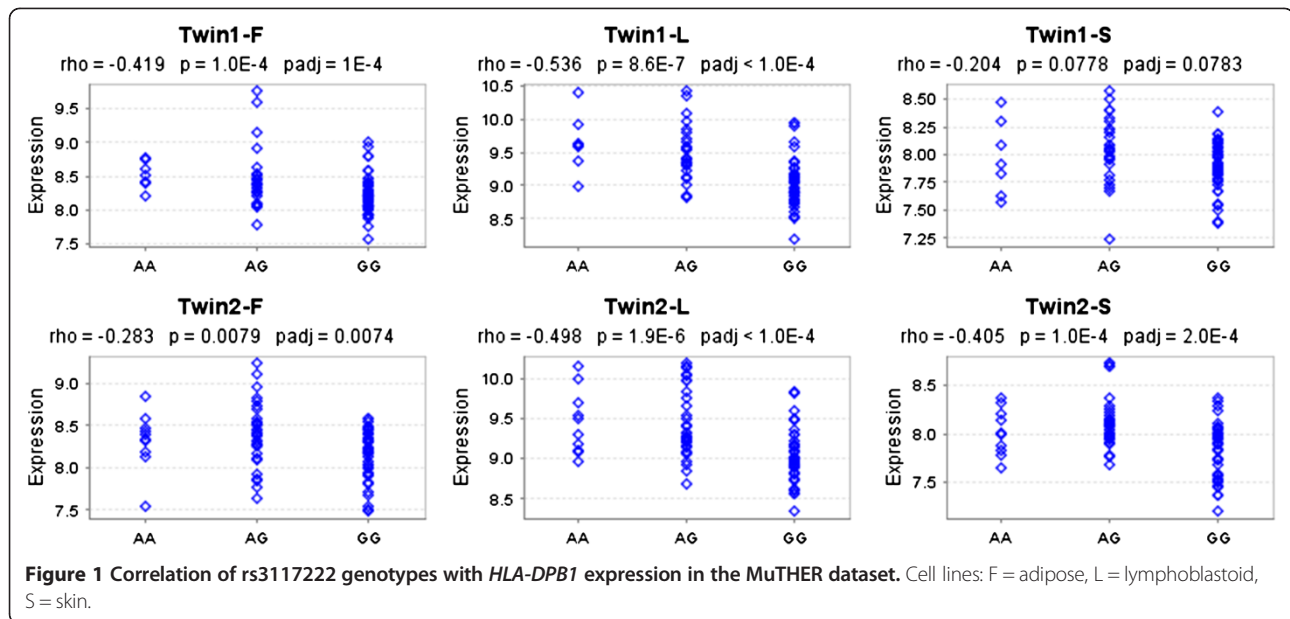 Twin1-F
rho = -0.419 p = 1.0E-4 padj = 1E-4
Expression
9.5
9.0
8.5
8.0
7.5
AA AG GG
Twin1-L
rho = -0.536 p = 8.6E-7 padj < 1.0E-4
Expression
10.5
10.0
9.5
9.0
8.5
AA AG GG
Twin1-S
rho = -0.204 p = 0.0778 padj = 0.0783
Expression
8.50
8.25
8.00
7.75
7.50
7.25
AA AG GG
Twin2-F
rho = -0.283 p = 0.0079 padj = 0.0074
Expression
9.0
8.5
8.0
7.5
AA AG GG
Twin2-L
rho = -0.498 p = 1.9E-6 padj < 1.0E-4
Expression
10.0
9.5
9.0
8.5
AA AG GG
Twin2-S
rho = -0.405 p = 1.0E-4 padj = 2.0E-4
Expression
8.5
8.0
7.5
AA AG GG
Figure 1 Correlation of rs3117222 genotypes with HLA-DPB1 expression in the MuTHER dataset. Cell lines: F = adipose, L = lymphoblastoid,
S = skin.